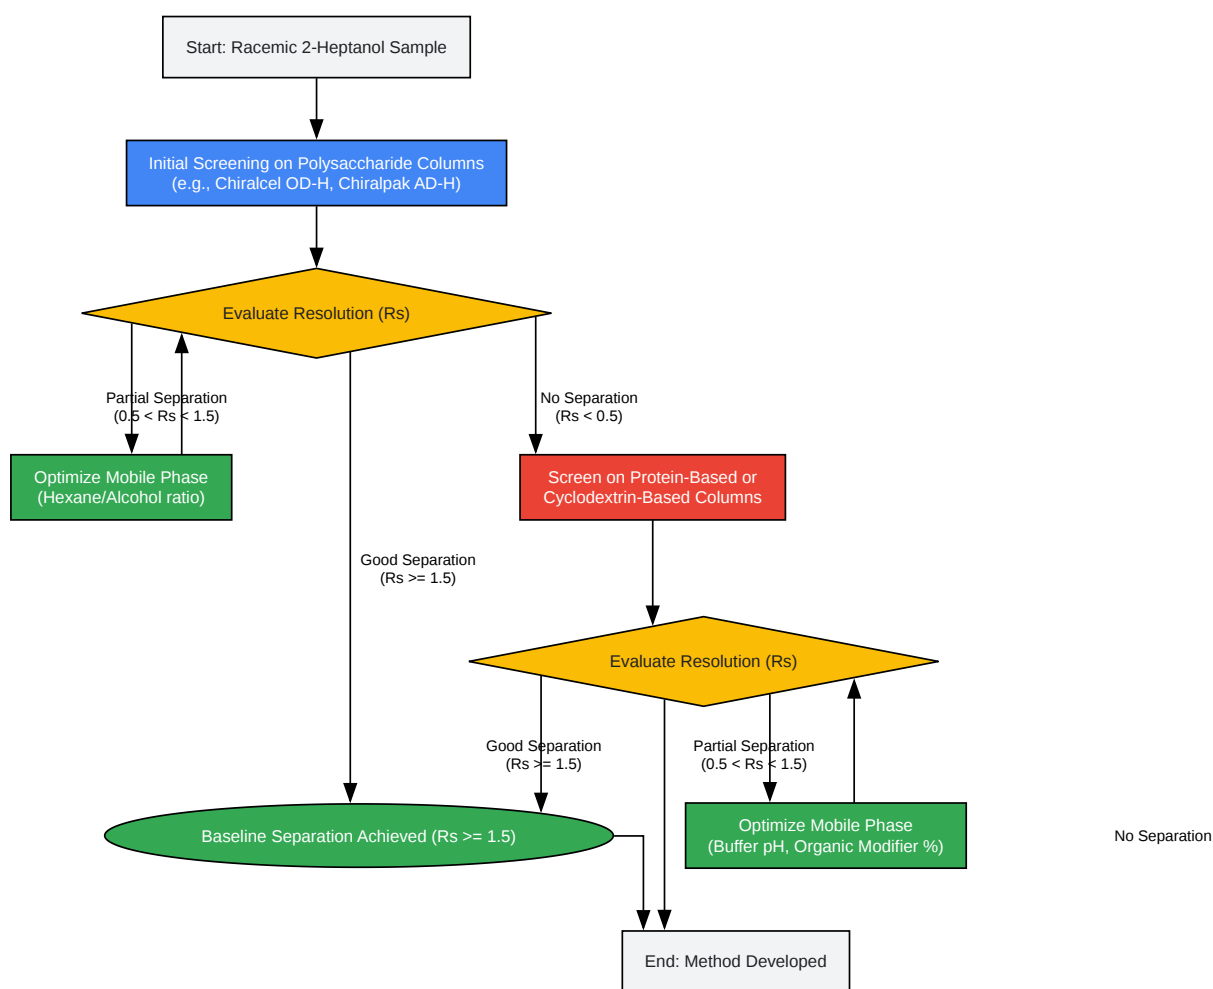 Start: Racemic 2-Heptanol Sample
Initial Screening on Polysaccharide Columns
(e.g., Chiralcel OD-H, Chiralpak AD-H)
Evaluate Resolution (Rs)
Partial Separation
(0.5 < Rs < 1.5)
No Separation
(Rs < 0.5)
Optimize Mobile Phase
(Hexane/Alcohol ratio)
Screen on Protein-Based or
Cyclodextrin-Based Columns
Good Separation
(Rs >= 1.5)
Evaluate Resolution (Rs)
Good Separation
(Rs >= 1.5)
Partial Separation
(0.5 < Rs < 1.5)
Baseline Separation Achieved (Rs >= 1.5)
Optimize Mobile Phase
(Buffer pH, Organic Modifier %)
No Separation
End: Method Developed